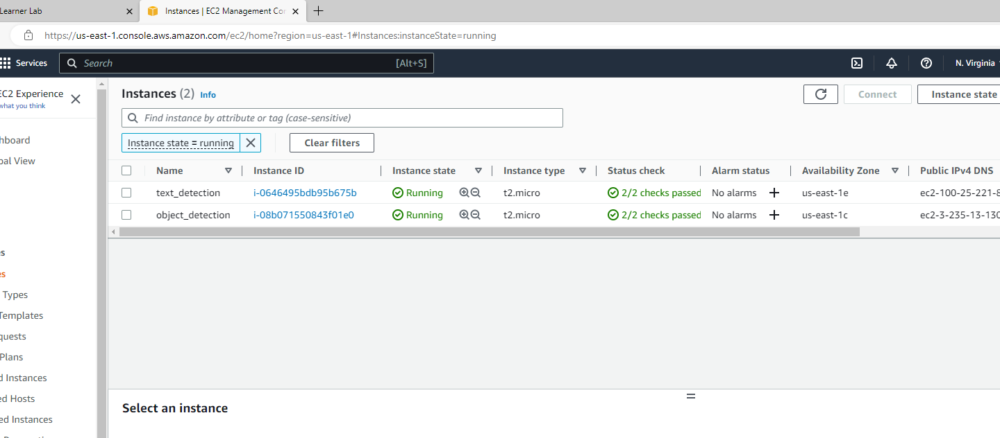 Learner Lab
Instances | EC2 Management Cor
https://us-east-1.console.aws.amazon.com/ec2/home?region=us-east-1#Instances:instanceState=running
Services
Search
[Alt+S]
N. Virginia
EC2 Experience
what you think
hboard
bal View
es
es
Types
Templates
quests
Plans
d Instances
ed Hosts
ed Instances
Instances (2) Info
Connect
Instance state
Find instance by attribute or tag (case-sensitive)
Instance state = running
Clear filters
Name Instance ID Instance state Instance type Status check Alarm status Availability Zone Public IPv4 DNS
text_detection i-0646495bdb95b675b Running t2.micro 2/2 checks passed No alarms + us-east-1e ec2-100-25-221-8
object_detection i-08b071550843f01e0 Running t2.micro 2/2 checks passed No alarms + us-east-1c ec2-3-235-13-130
Select an instance